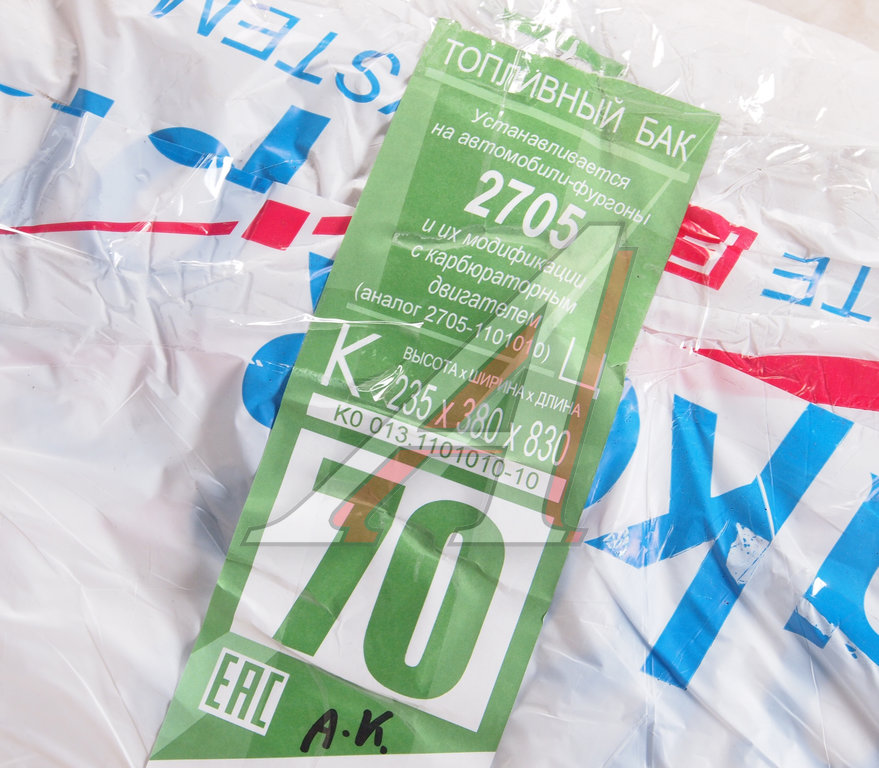 ТОПЛИВНЫЙ БАК
Устанавливается
на автомобили-фургоны
2705
и их модификации
с карбюраторным
двигателем
(аналог 2705-1101010)
К Ц
ВЫСОТА x ШИРИНА x ДЛИНА
235 x 380 x 830
К0 013.1101010-10
70
EAC
А.К.